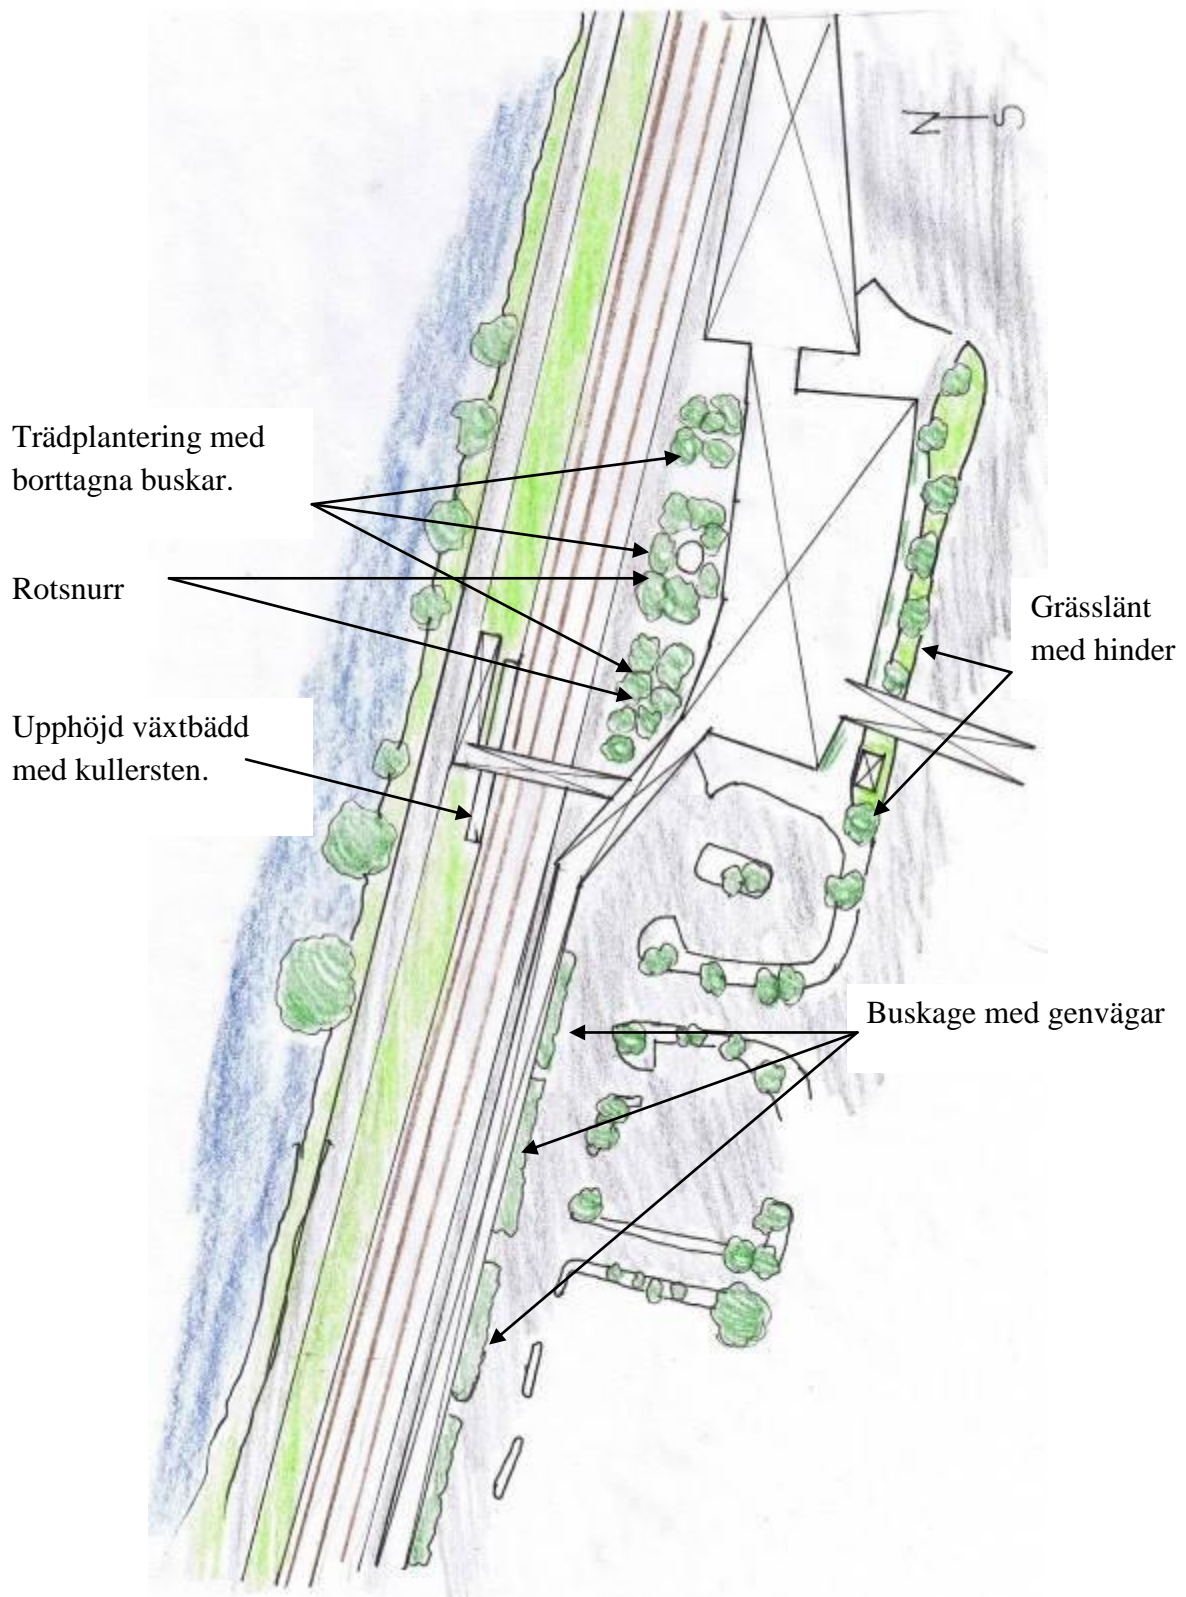 N S
Trädplantering med
borttagna buskar.
Rotsnurr
Grässlänt
med hinder
Upphöjd växtbädd
med kullersten.
Buskage med genvägar